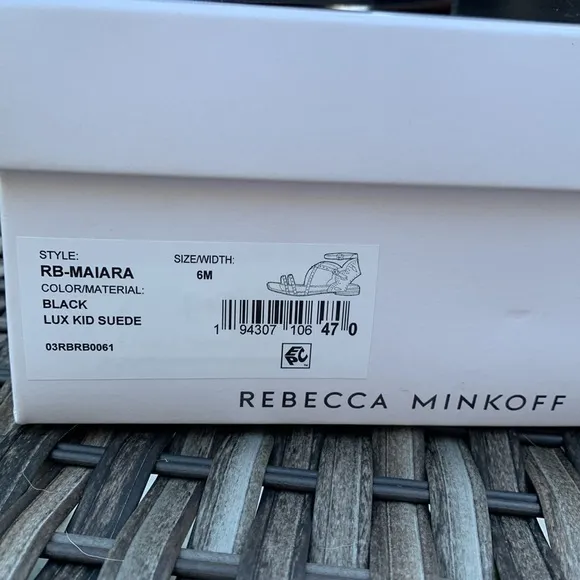 STYLE:
RB-MAIARA
SIZE/WIDTH:
6M
COLOR/MATERIAL:
BLACK
LUX KID SUEDE
1 94307 106 47 0
03RBRB0061
REBECCA MINKOFF